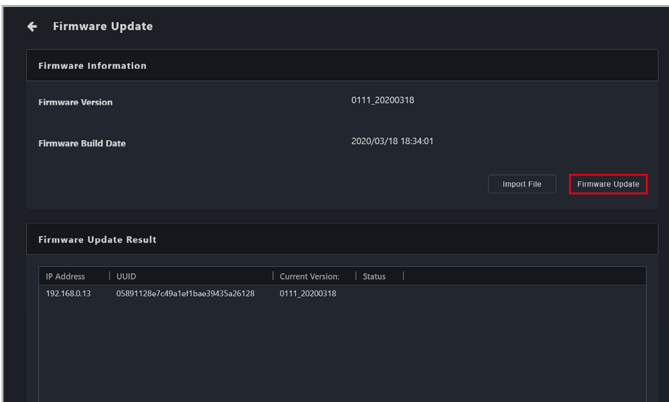 Firmware Update
Firmware Information
Firmware Version 0111_20200318
Firmware Build Date 2020/03/18 18:34:01
Import File Firmware Update
Firmware Update Result
IP Address UUID Current Version: Status
192.168.0.13 05891128e7c49a1ef1bae39435a26128 0111_20200318